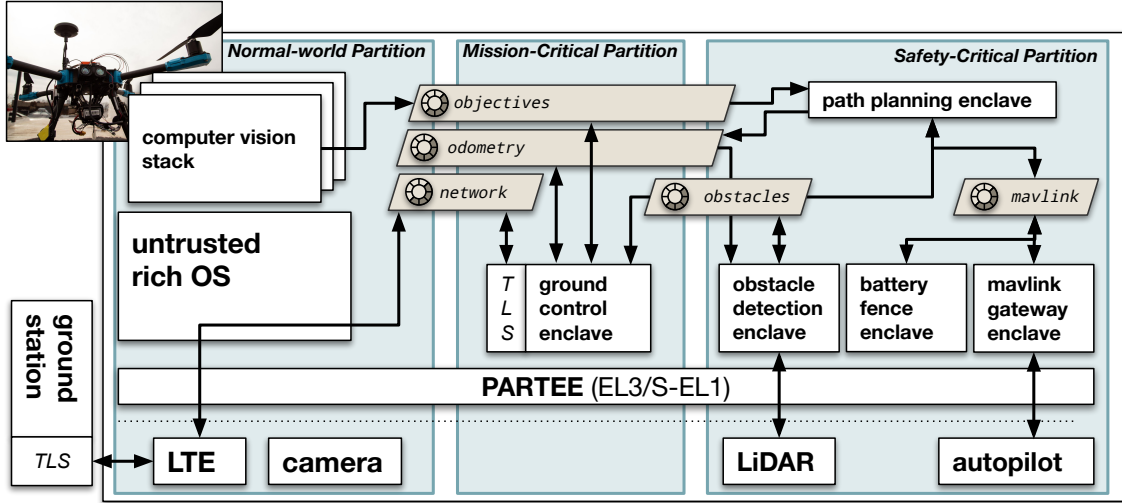 Normal-world Partition
Mission-Critical Partition
Safety-Critical Partition
computer vision
stack
objectives
path planning enclave
odometry
network
obstacles
mavlink
untrusted
rich OS
T
L
S
ground
control
enclave
obstacle
detection
enclave
battery
fence
enclave
mavlink
gateway
enclave
ground
station
PARTEE (EL3/S-EL1)
TLS
LTE
camera
LiDAR
autopilot